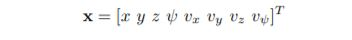 x = [x y z ψ v_x v_y v_z v_ψ]^T